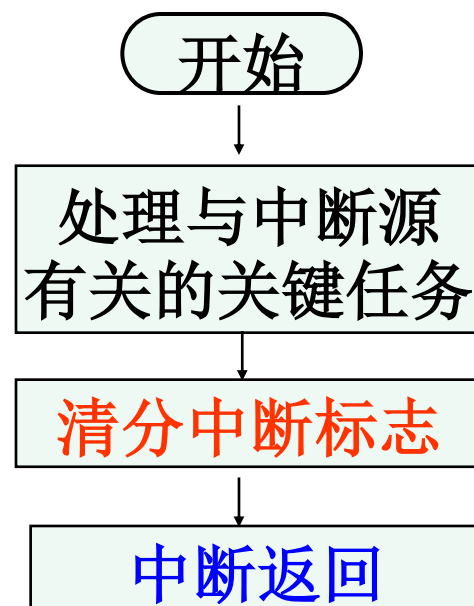 开始
处理与中断源
有关的关键任务
清分中断标志
中断返回